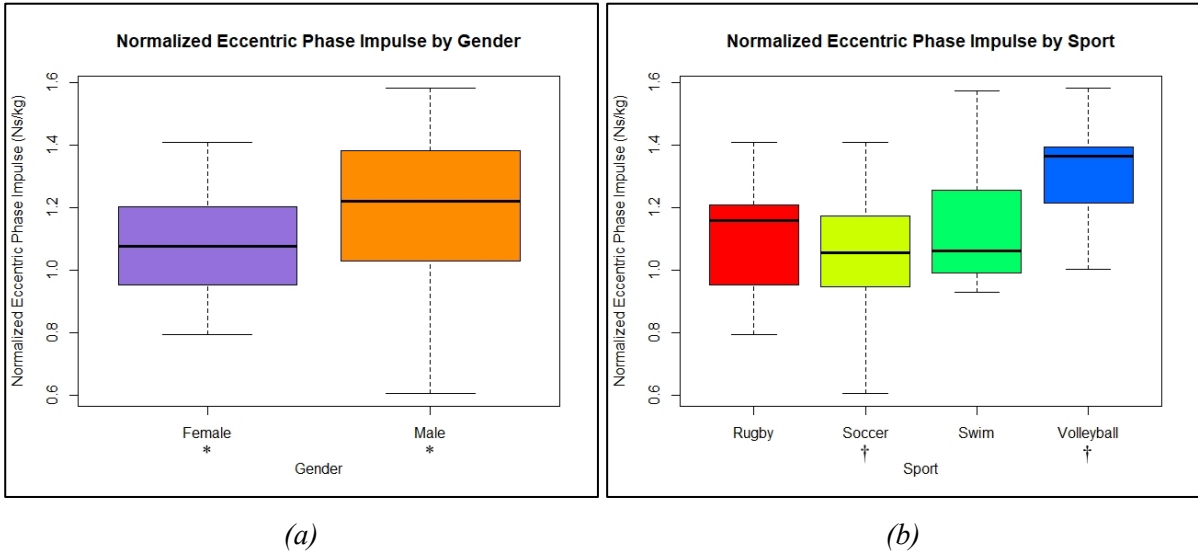 Normalized Eccentric Phase Impulse by Gender
Normalized Eccentric Phase Impulse (Ns/kg)
1.6
1.4
1.2
1.0
0.8
0.6
Female Male
* *
Gender
(a)
Normalized Eccentric Phase Impulse by Sport
Normalized Eccentric Phase Impulse (Ns/kg)
1.6
1.4
1.2
1.0
0.8
0.6
Rugby Soccer Swim Volleyball
† †
Sport
(b)